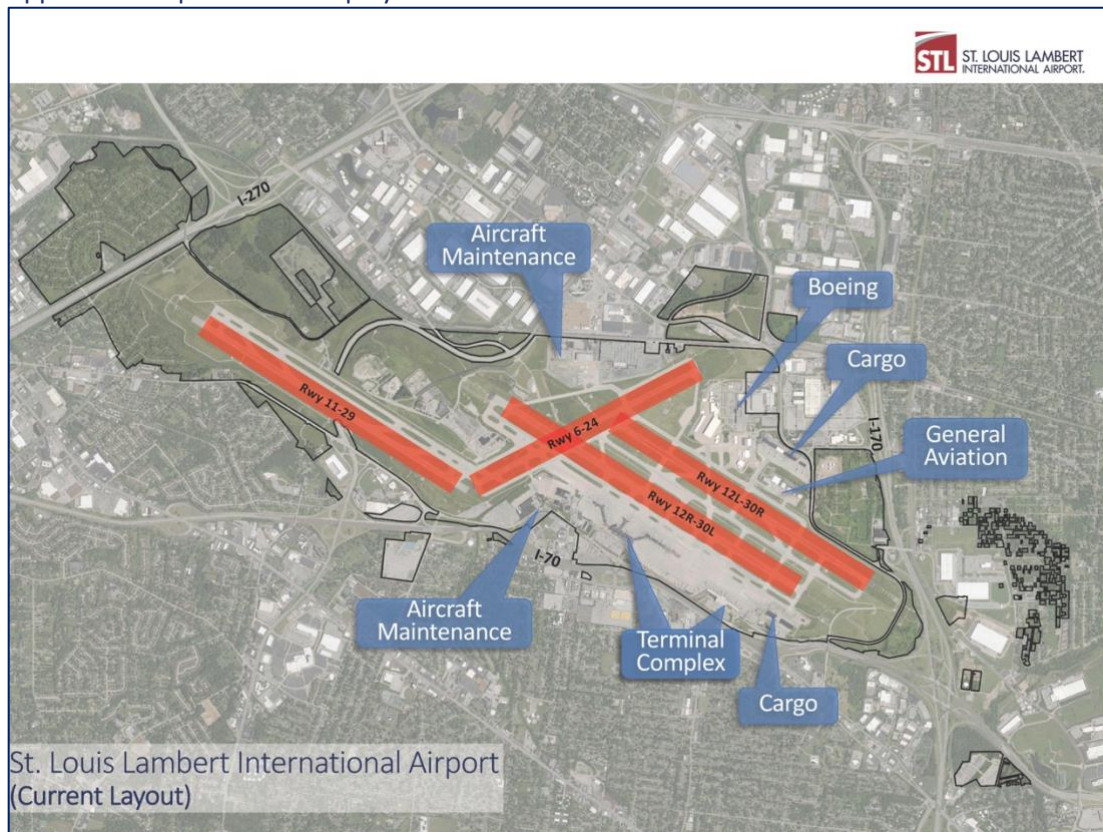 STL ST. LOUIS LAMBERT
INTERNATIONAL AIRPORT.
I-270
Aircraft
Maintenance
Boeing
Cargo
Rwy 11-29
Rwy 6-24
I-170
General
Aviation
Rwy 12L-30R
Rwy 12R-30L
I-70
Aircraft
Maintenance
Terminal
Complex
Cargo
St. Louis Lambert International Airport
(Current Layout)